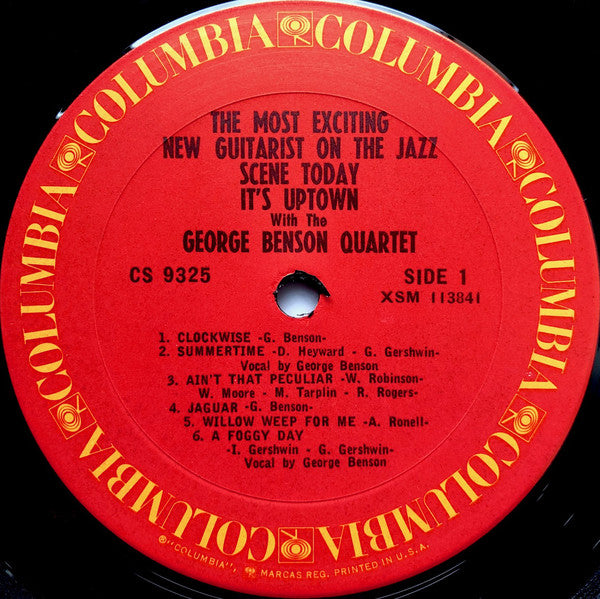 COLUMBIA COLUMBIA COLUMBIA COLUMBIA COLUMBIA COLUMBIA
THE MOST EXCITING
NEW GUITARIST ON THE JAZZ
SCENE TODAY
IT'S UPTOWN
With The
GEORGE BENSON QUARTET
CS 9325
SIDE 1
XSM 113841
1. CLOCKWISE -G. Benson-
2. SUMMERTIME -D. Heyward - G. Gershwin-
Vocal by George Benson
3. AIN'T THAT PECULIAR -W. Robinson-
W. Moore - M. Tarplin - R. Rogers-
4. JAGUAR -G. Benson-
5. WILLOW WEEP FOR ME -A. Ronell-
6. A FOGGY DAY
-I. Gershwin - G. Gershwin-
Vocal by George Benson
®"COLUMBIA", MARCAS REG. PRINTED IN U.S.A.